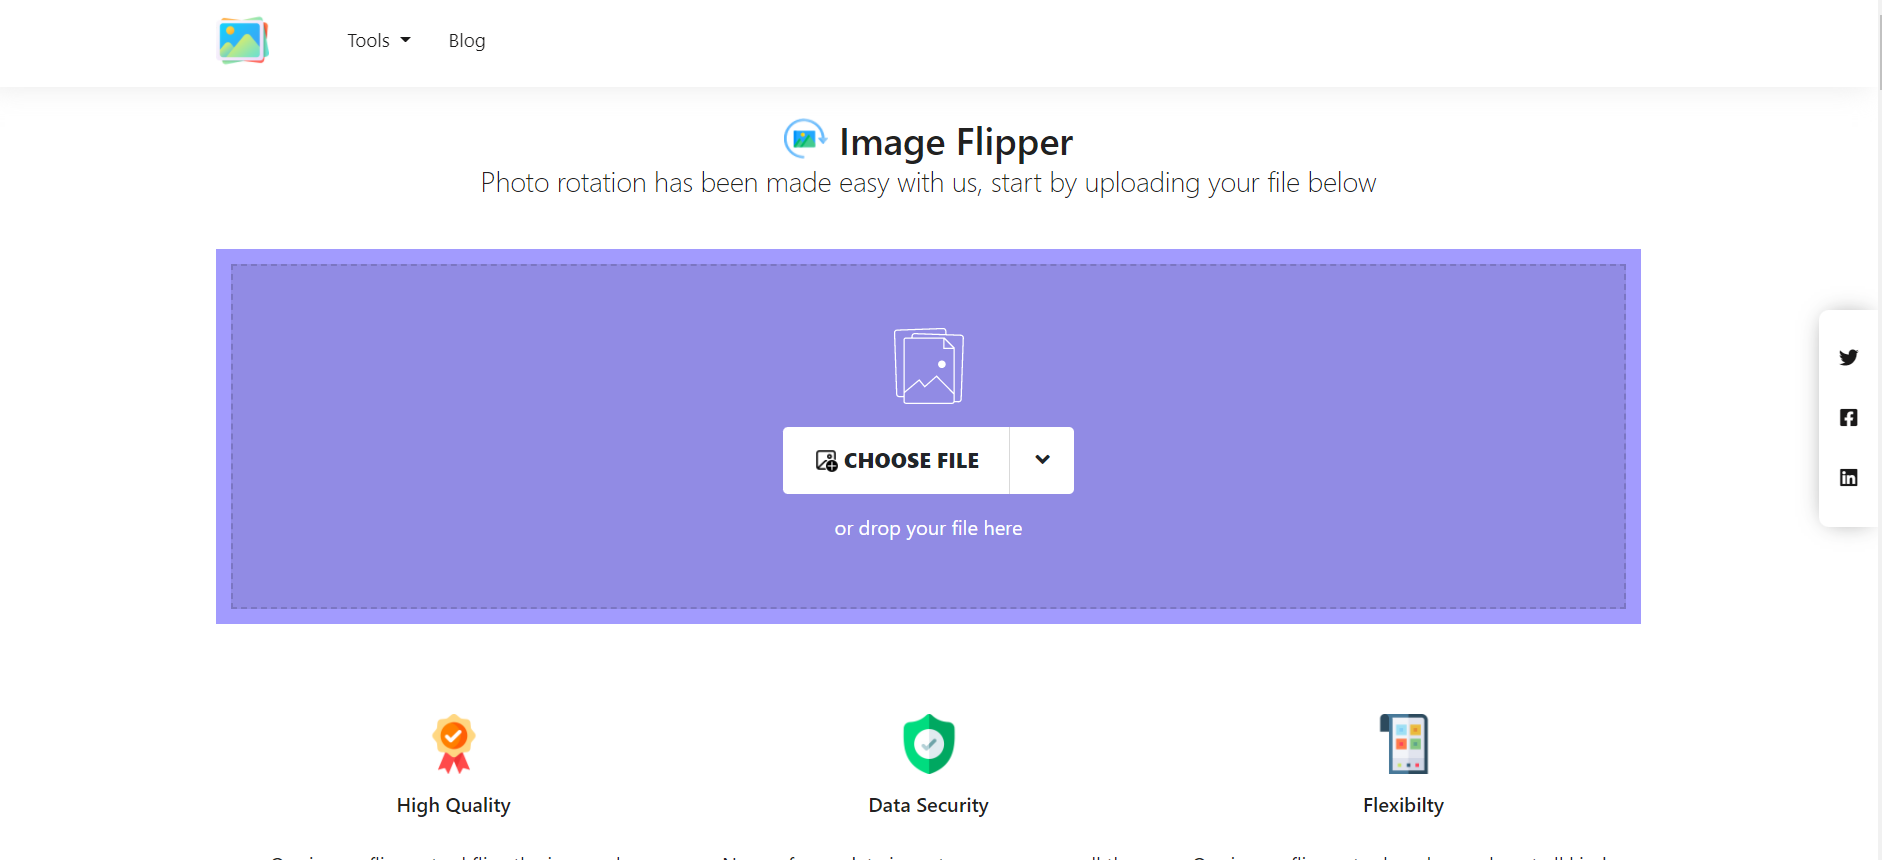 Tools
Blog
Image Flipper
Photo rotation has been made easy with us, start by uploading your file below
CHOOSE FILE
or drop your file here
High Quality
Data Security
Flexibilty